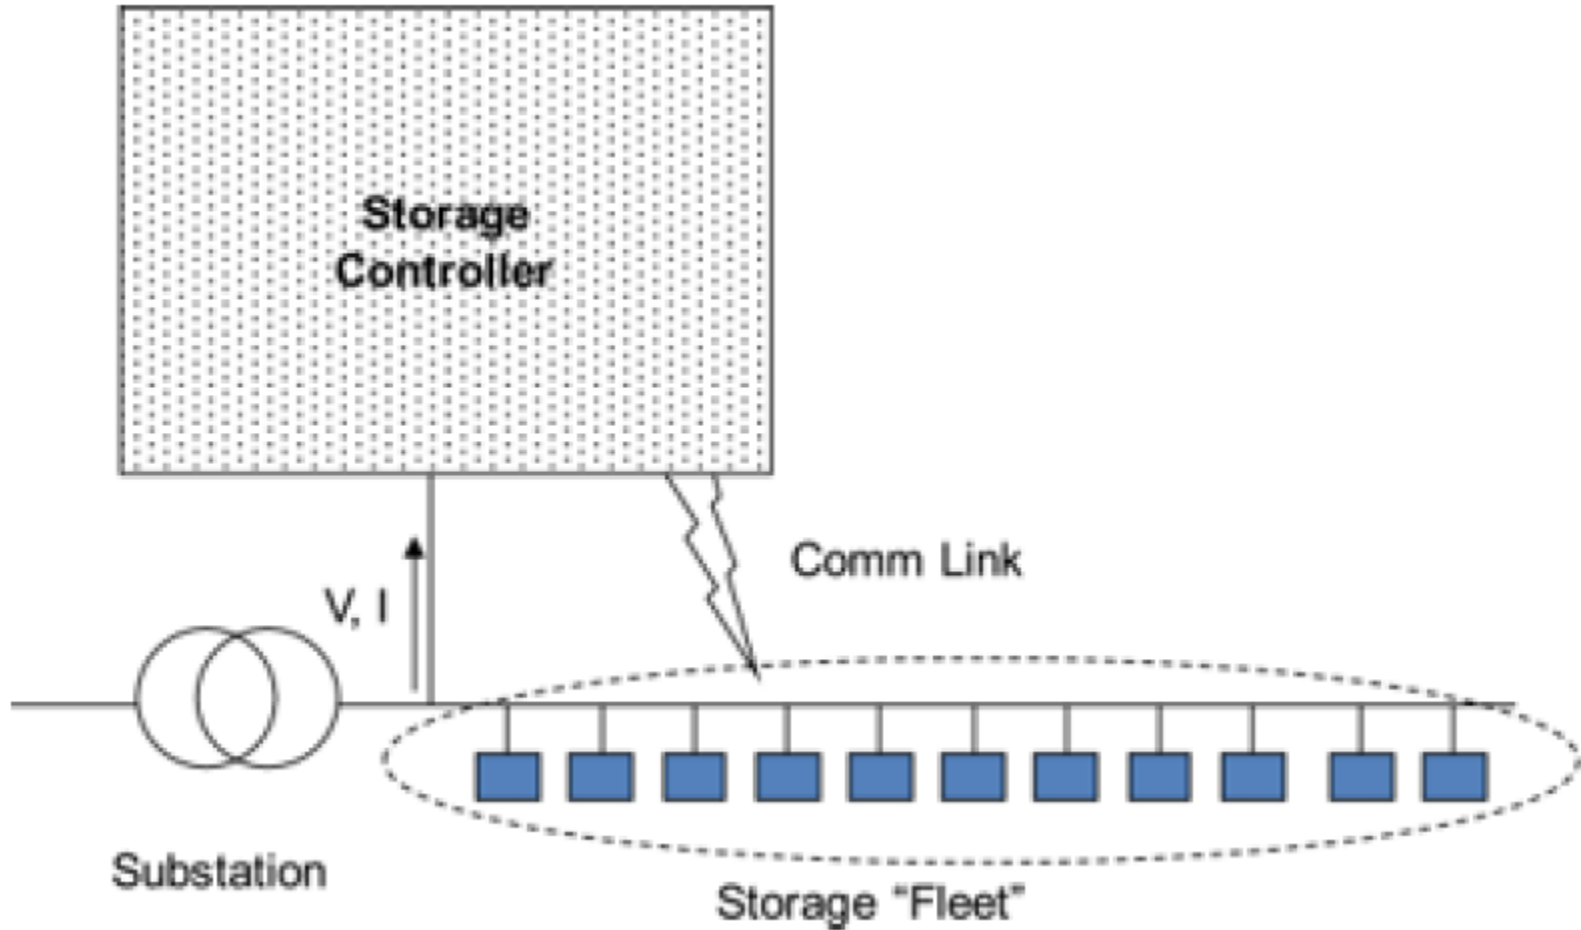 Storage
Controller
Comm Link
V, I
Substation
Storage “Fleet”